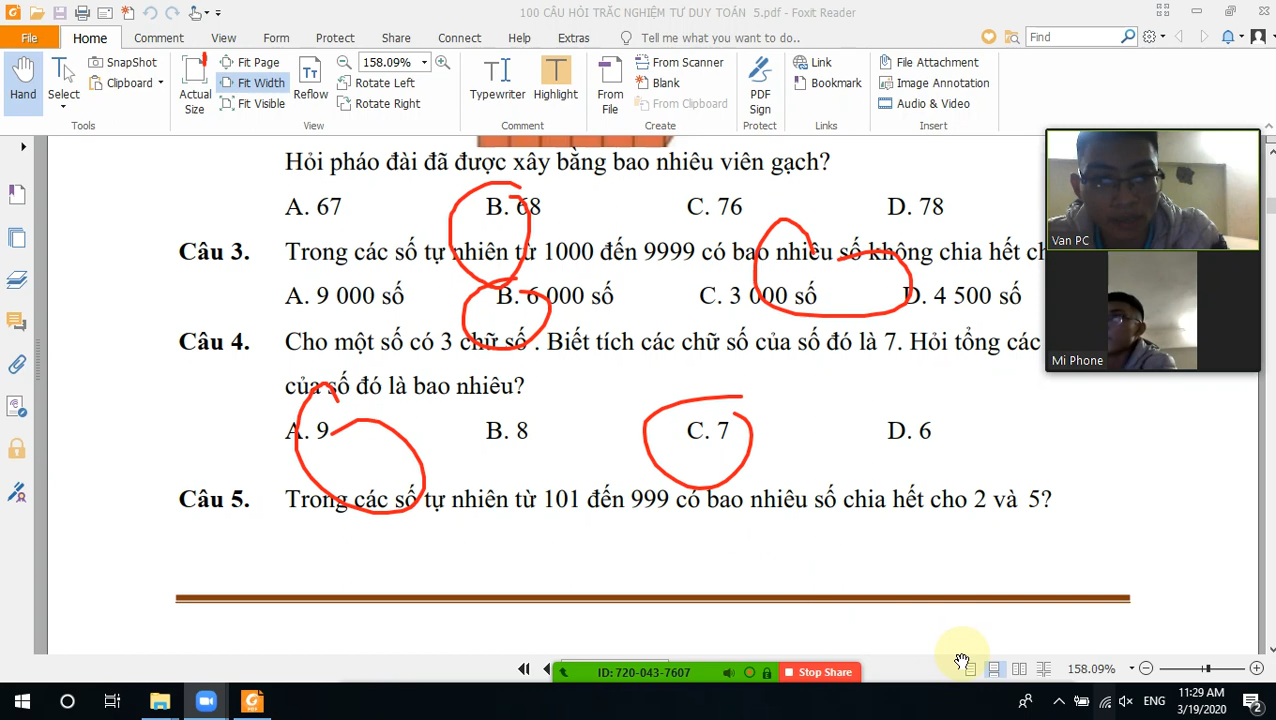 100 CÂU HỎI TRẮC NGHIỆM TƯ DUY TOÁN 5.pdf - Foxit Reader
File Home Comment View Form Protect Share Connect Help Extras Tell me what you want to do... Find
Hand
Select
SnapShot
Clipboard
Actual Size
Fit Page
Fit Width
Fit Visible
Reflow
158.09%
Rotate Left
Rotate Right
Typewriter
Highlight
From File
From Scanner
Blank
From Clipboard
PDF Sign
Link
Bookmark
File Attachment
Image Annotation
Audio & Video
Tools View Comment Create Protect Links Insert
Hỏi pháo đài đã được xây bằng bao nhiêu viên gạch?
A. 67 B. 68 C. 76 D. 78
Câu 3. Trong các số tự nhiên từ 1000 đến 9999 có bao nhiêu số không chia hết
A. 9 000 số B. 6 000 số C. 3 000 số D. 4 500 số
Câu 4. Cho một số có 3 chữ số . Biết tích các chữ số của số đó là 7. Hỏi tổng các
của số đó là bao nhiêu?
A. 9 B. 8 C. 7 D. 6
Câu 5. Trong các số tự nhiên từ 101 đến 999 có bao nhiêu số chia hết cho 2 và 5?
Van PC
Mi Phone
ID: 720-043-7607 Stop Share
158.09%
ENG
11:29 AM
3/19/2020
2